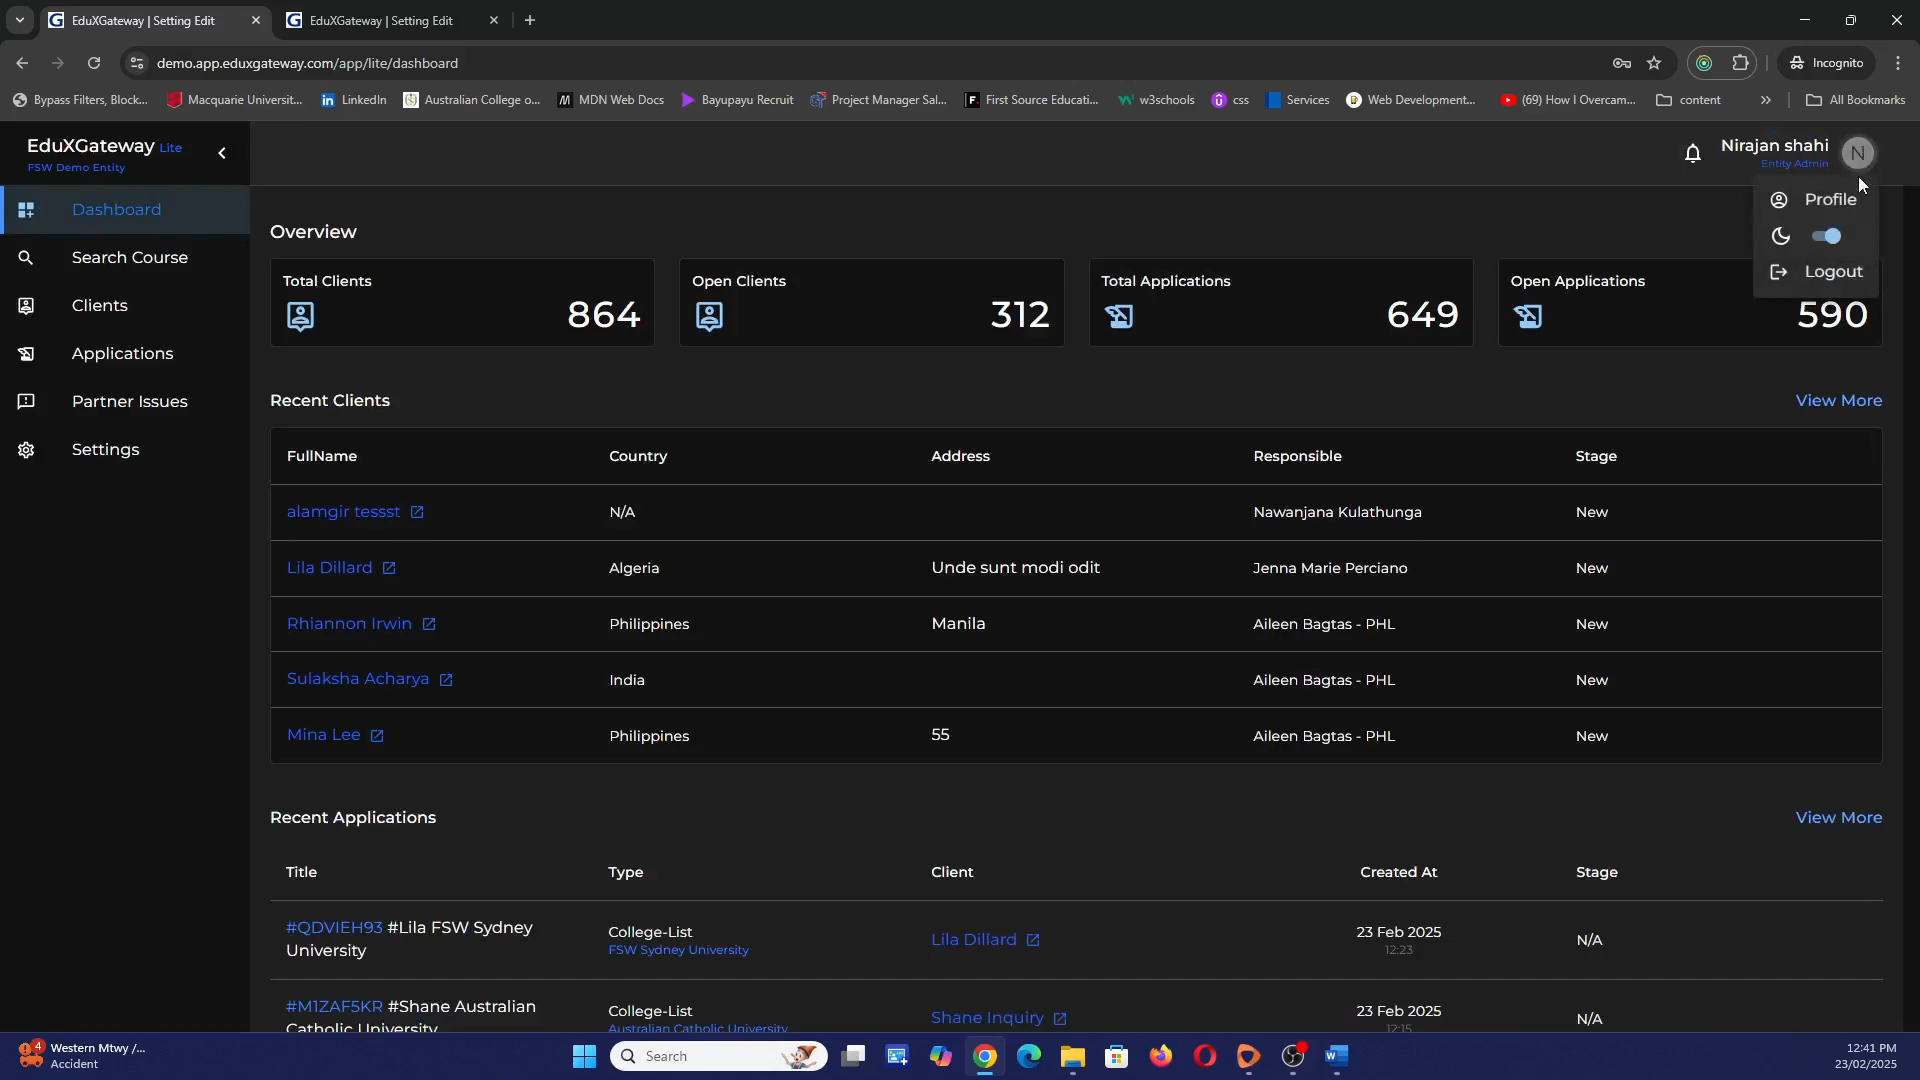 EduXGateway | Setting Edit
EduXGateway | Setting Edit
demo.app.eduxgateway.com/app/lite/dashboard
Incognito
Bypass Filters, Block...
Macquarie Universit...
LinkedIn
Australian College o...
MDN Web Docs
Bayupayu Recruit
Project Manager Sal...
First Source Educati...
w3schools
css
Services
Web Development...
(69) How I Overcam...
content
All Bookmarks
EduXGateway Lite
FSW Demo Entity
Nirajan shahi
Entity Admin
N
Profile
Logout
Dashboard
Search Course
Clients
Applications
Partner Issues
Settings
Overview
Total Clients
864
Open Clients
312
Total Applications
649
Open Applications
590
Recent Clients
View More
FullName Country Address Responsible Stage
alamgir tessst N/A Nawanjana Kulathunga New
Lila Dillard Algeria Unde sunt modi odit Jenna Marie Perciano New
Rhiannon Irwin Philippines Manila Aileen Bagtas - PHL New
Sulaksha Acharya India Aileen Bagtas - PHL New
Mina Lee Philippines 55 Aileen Bagtas - PHL New
Recent Applications
View More
Title Type Client Created At Stage
#QDVIEH93 #Lila FSW Sydney
University
College-List
FSW Sydney University
Lila Dillard
23 Feb 2025
12:23
N/A
#M1ZAF5KR #Shane Australian
Catholic University
College-List
Australian Catholic University
Shane Inquiry
23 Feb 2025
12:15
N/A
4
Western Mtwy /...
Accident
Search
12:41 PM
23/02/2025